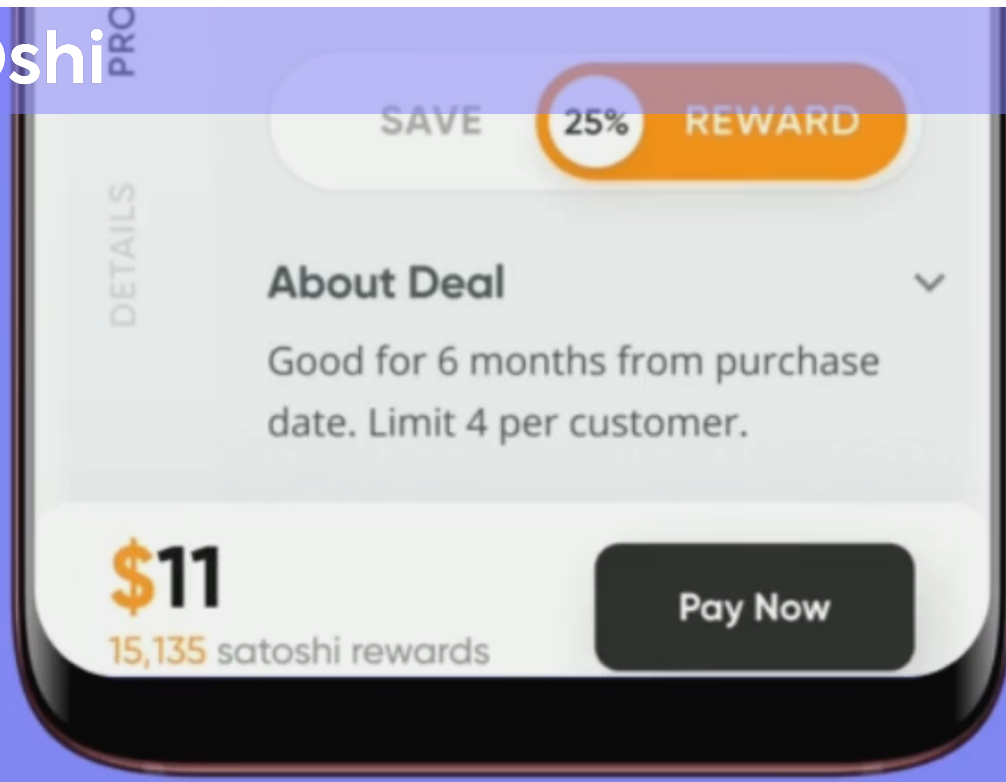 shi
PRO
SAVE 25% REWARD
DETAILS
About Deal
Good for 6 months from purchase
date. Limit 4 per customer.
$11
15,135 satoshi rewards
Pay Now